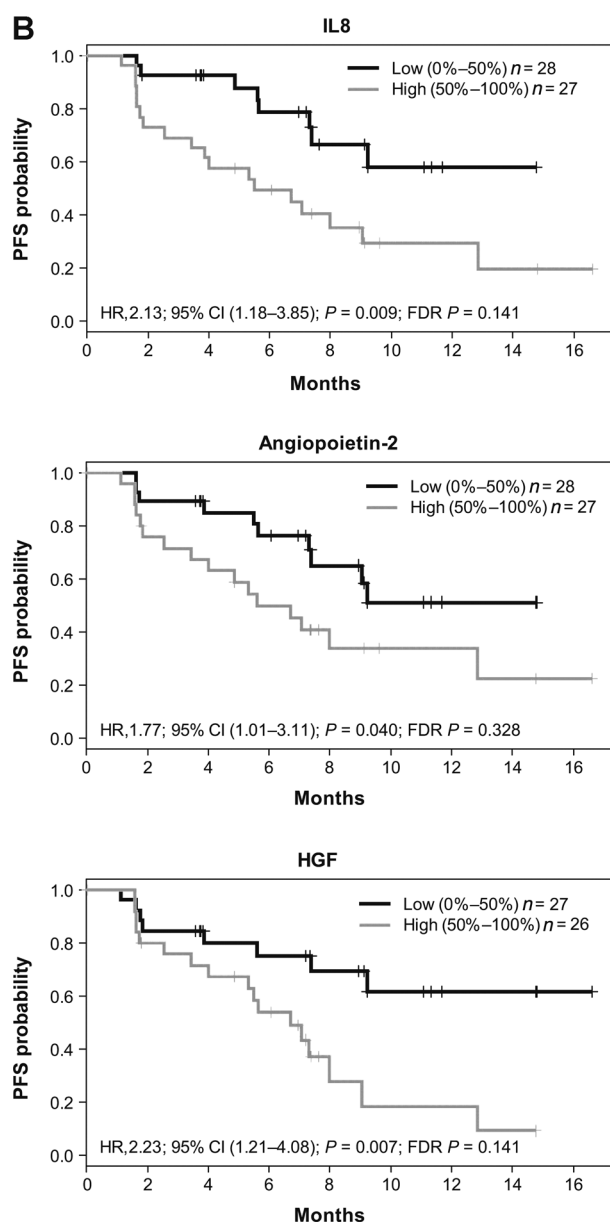 B
IL8
Low (0%–50%) n = 28
High (50%–100%) n = 27
PFS probability
1.0
0.8
0.6
0.4
0.2
0.0
HR,2.13; 95% CI (1.18–3.85); P = 0.009; FDR P = 0.141
0 2 4 6 8 10 12 14 16
Months
Angiopoietin-2
Low (0%–50%) n = 28
High (50%–100%) n = 27
PFS probability
1.0
0.8
0.6
0.4
0.2
0.0
HR,1.77; 95% CI (1.01–3.11); P = 0.040; FDR P = 0.328
0 2 4 6 8 10 12 14 16
Months
HGF
Low (0%–50%) n = 27
High (50%–100%) n = 26
PFS probability
1.0
0.8
0.6
0.4
0.2
0.0
HR,2.23; 95% CI (1.21–4.08); P = 0.007; FDR P = 0.141
0 2 4 6 8 10 12 14 16
Months